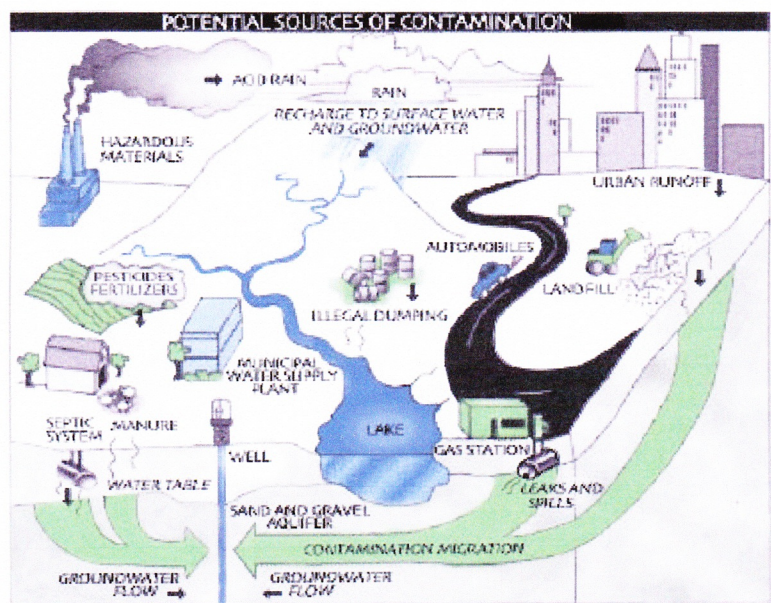 POTENTIAL SOURCES OF CONTAMINATION
ACID RAIN
RAIN
RECHARGE TO SURFACE WATER
AND GROUNDWATER
HAZARDOUS
MATERIALS
URBAN RUNOFF
AUTOMOBILES
PESTICIDES
FERTILIZERS
LANDFILL
ILLEGAL DUMPING
MUNICIPAL
WATER SUPPLY
PLANT
SEPTIC
SYSTEM
MANURE
LAKE
GAS STATION
WELL
WATER TABLE
LEAKS AND
SPILLS
SAND AND GRAVEL
AQUIFER
CONTAMINATION MIGRATION
GROUNDWATER
FLOW
GROUNDWATER
FLOW